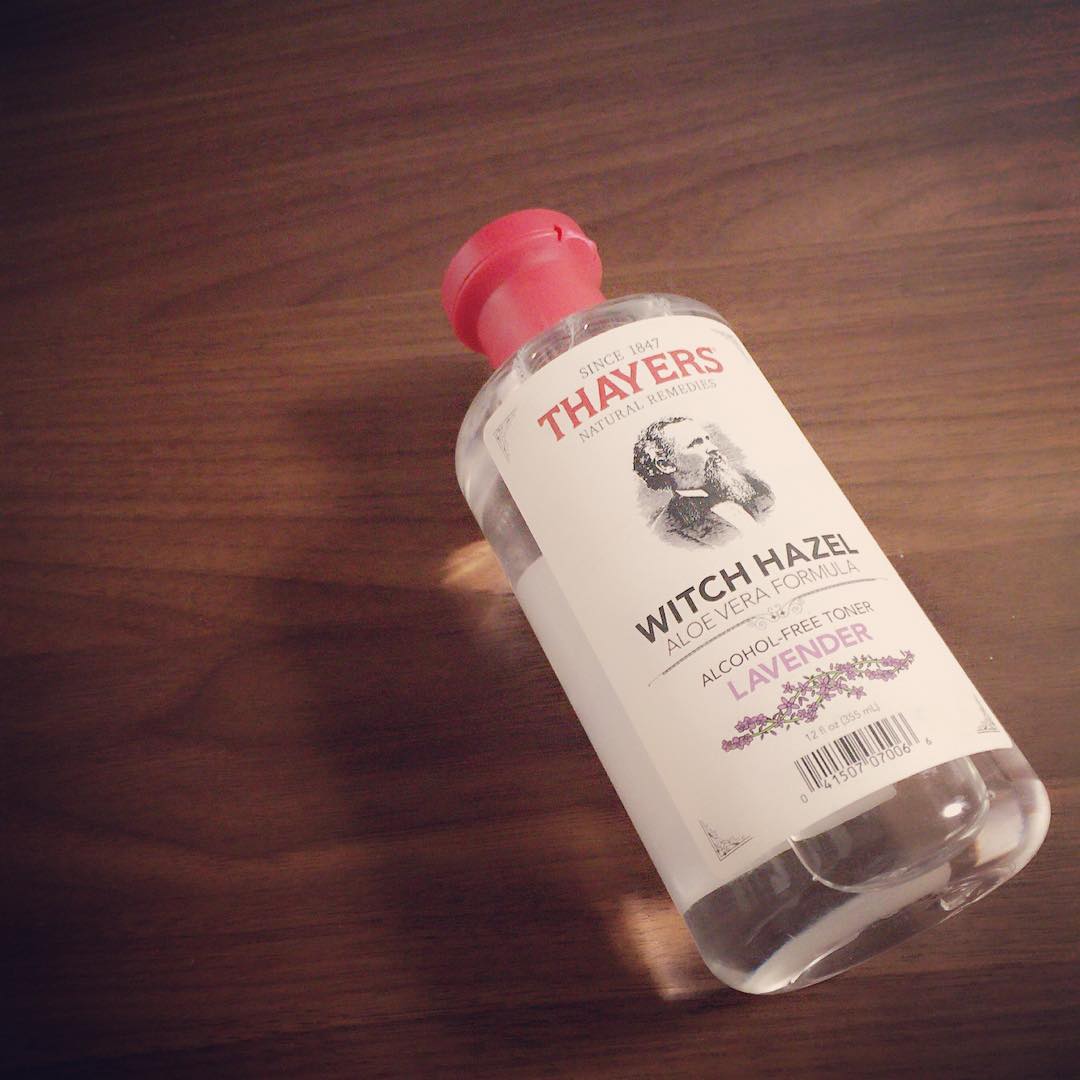 SINCE 1847
THAYERS
NATURAL REMEDIES
WITCH HAZEL
ALOE VERA FORMULA
ALCOHOL-FREE TONER
LAVENDER
12 fl oz (355 mL)
0 41507 07006 6